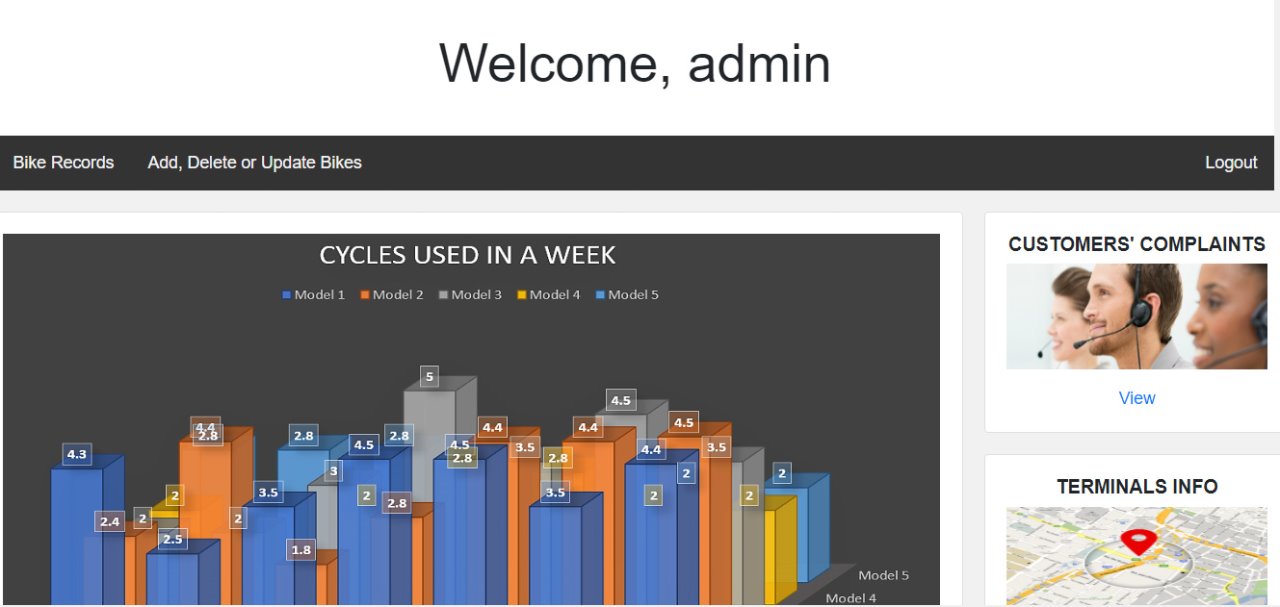 Welcome, admin
Bike Records Add, Delete or Update Bikes Logout
CYCLES USED IN A WEEK
Model 1 Model 2 Model 3 Model 4 Model 5
5
4.5
4.4 2.8 2.8 4.5 2.8 4.5 2.8 4.4 3.5 2.8 4.4 4.4 4.5 3.5
4.3
2 3 2 2
2.4 2 2.5 2 3.5 1.8 2 2.8 3.5 2 2
Model 5
Model 4
CUSTOMERS' COMPLAINTS
View
TERMINALS INFO